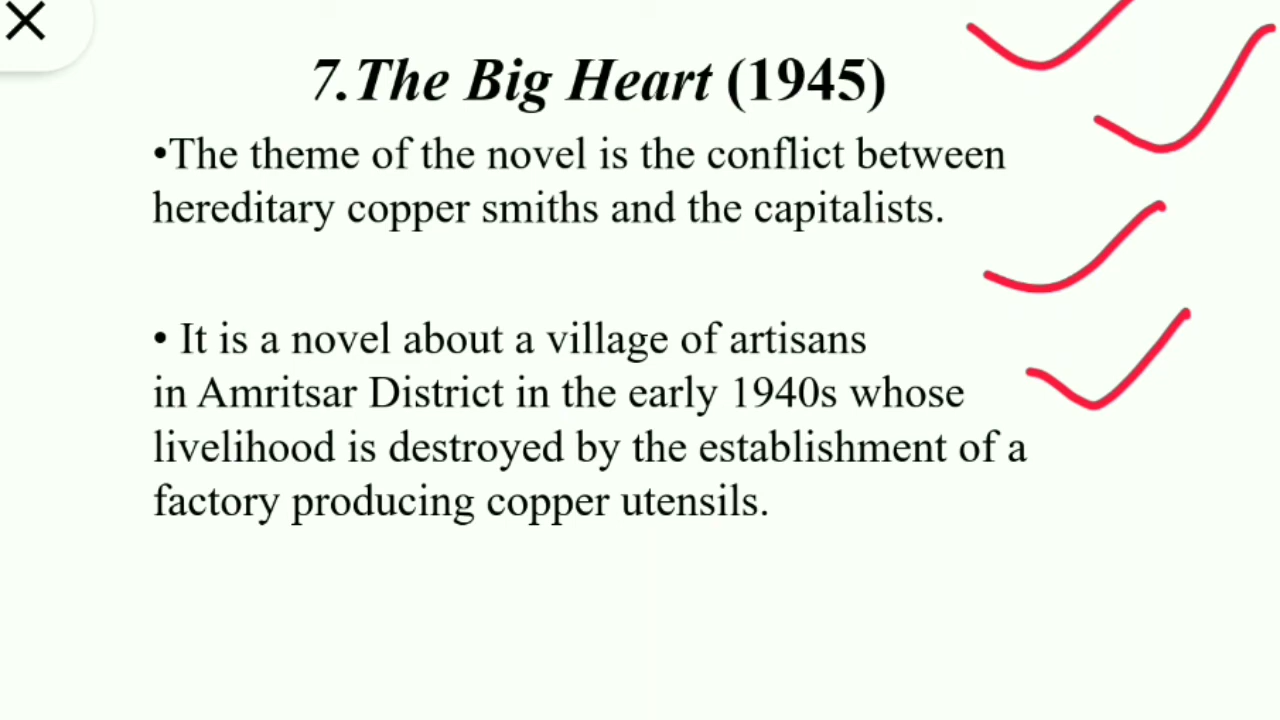 7.The Big Heart (1945)
•The theme of the novel is the conflict between
hereditary copper smiths and the capitalists.
• It is a novel about a village of artisans
in Amritsar District in the early 1940s whose
livelihood is destroyed by the establishment of a
factory producing copper utensils.